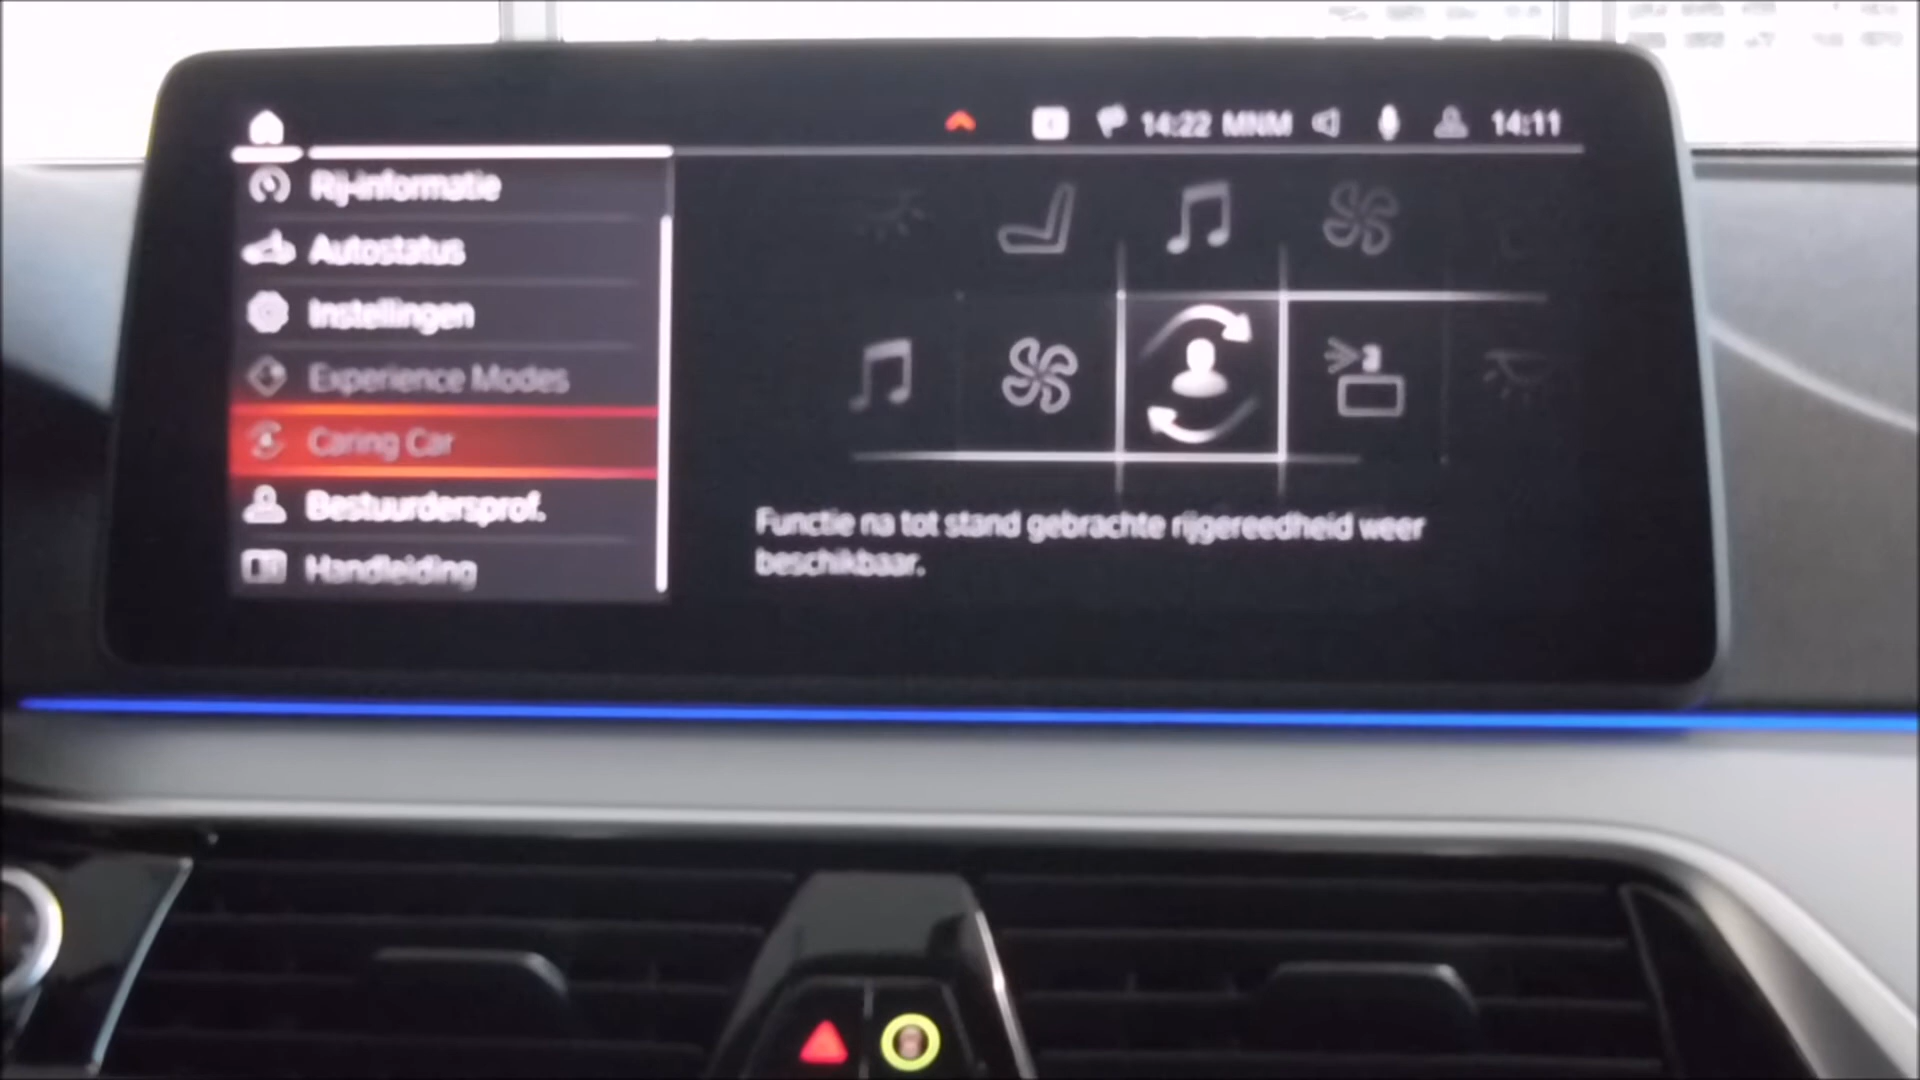 14:22 MNM 14:11
Rij-informatie
Autostatus
Instellingen
Experience Modes
Caring Car
Bestuurdersprof.
Handleiding
Functie na tot stand gebrachte rijgereedheid weer
beschikbaar.